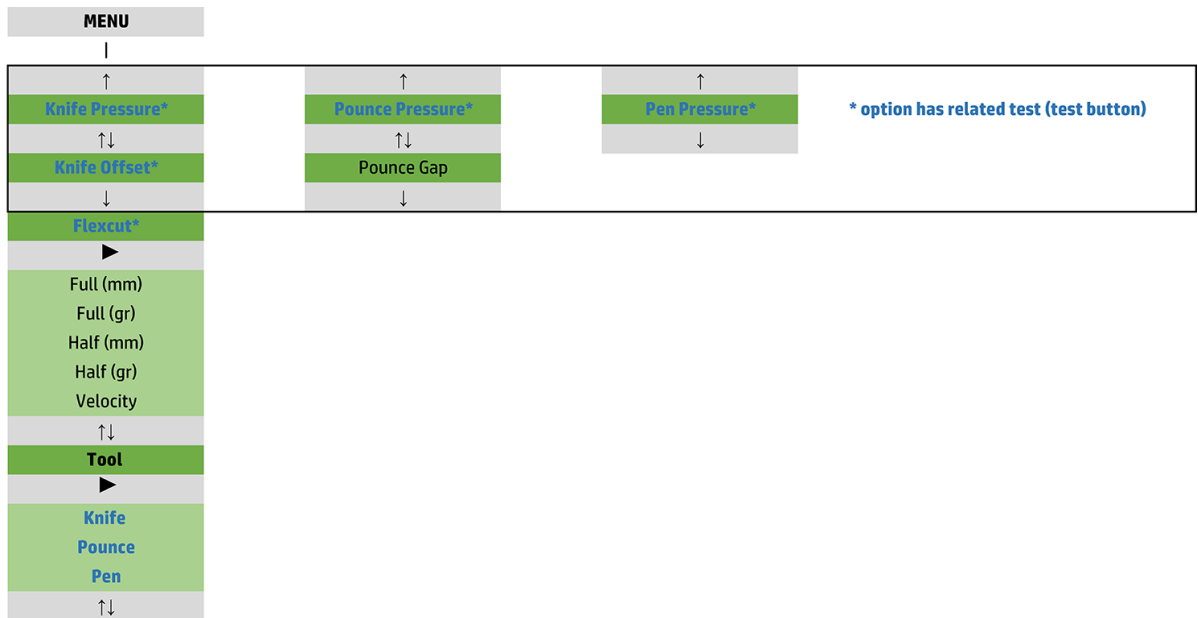 MENU
|
↑ ↑ ↑
Knife Pressure* Pounce Pressure* Pen Pressure* * option has related test (test button)
↑↓ ↑↓ ↓
Knife Offset* Pounce Gap
↓ ↓
Flexcut*
►
Full (mm)
Full (gr)
Half (mm)
Half (gr)
Velocity
↑↓
Tool
►
Knife
Pounce
Pen
↑↓